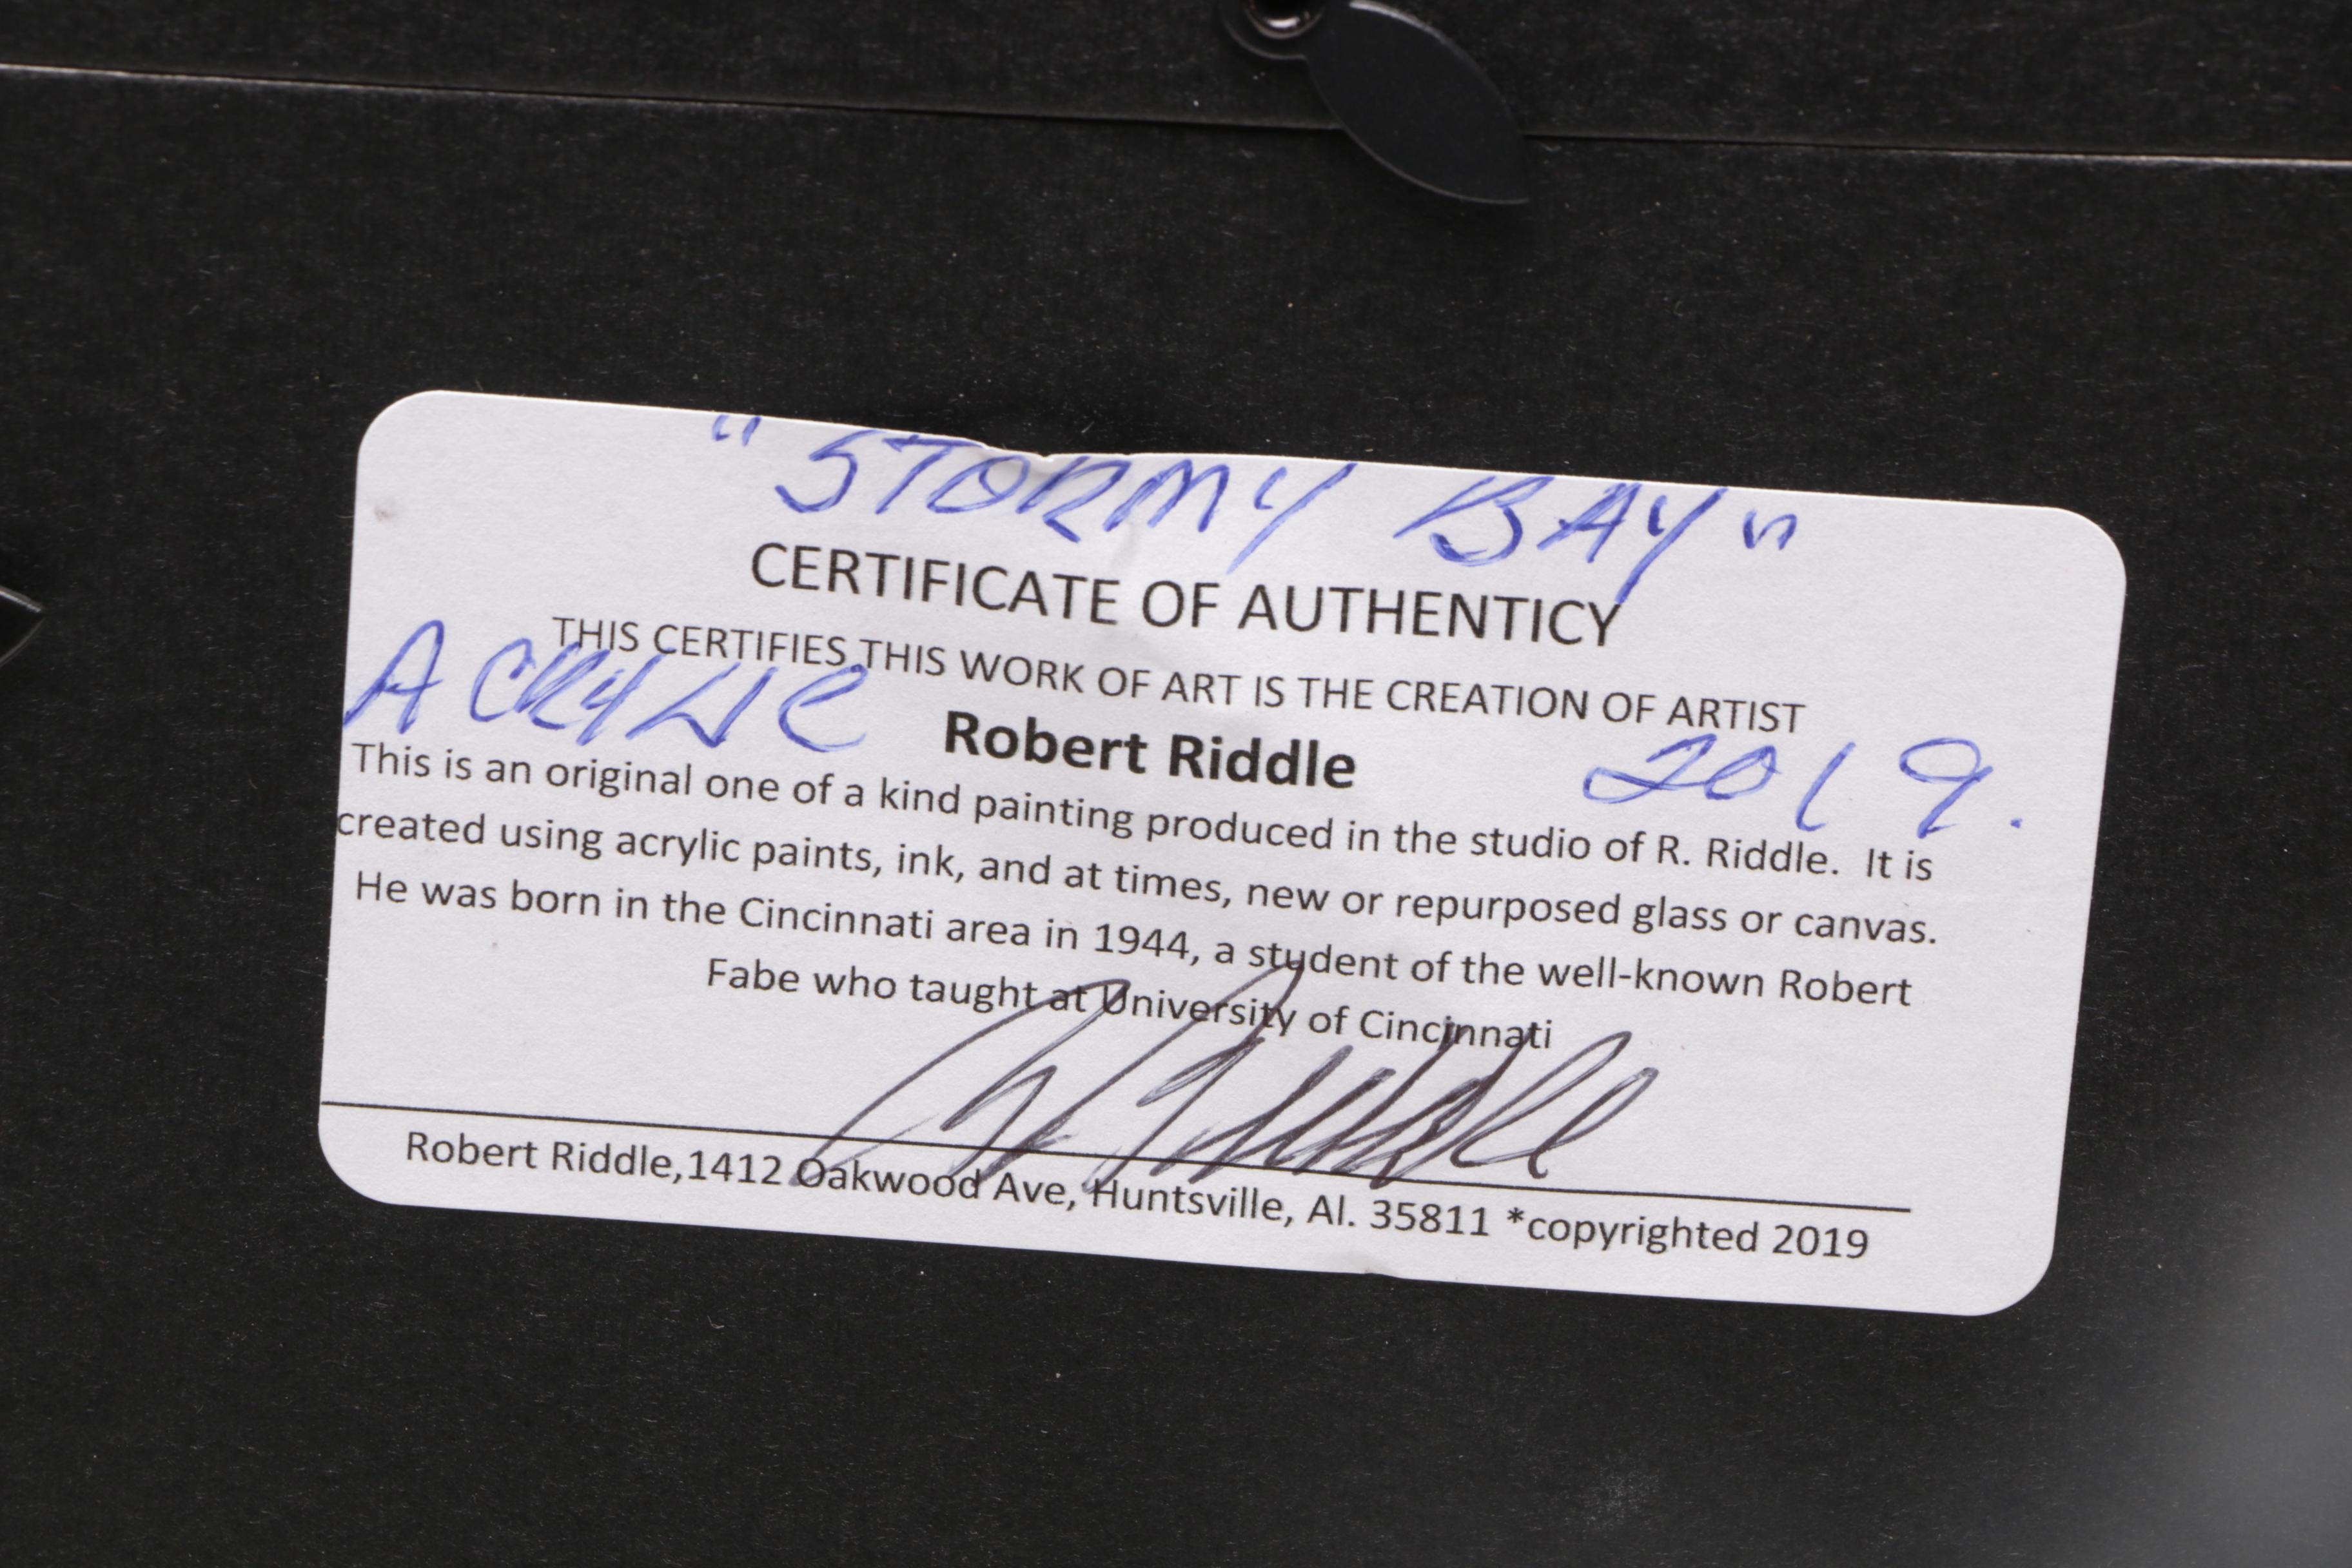 "STORMY BAY"
CERTIFICATE OF AUTHENTICY
THIS CERTIFIES THIS WORK OF ART IS THE CREATION OF ARTIST
ACRYLIC Robert Riddle 2019.
This is an original one of a kind painting produced in the studio of R. Riddle. It is
created using acrylic paints, ink, and at times, new or repurposed glass or canvas.
He was born in the Cincinnati area in 1944, a student of the well-known Robert
Fabe who taught at University of Cincinnati
R Riddle
Robert Riddle,1412 Oakwood Ave, Huntsville, Al. 35811 *copyrighted 2019